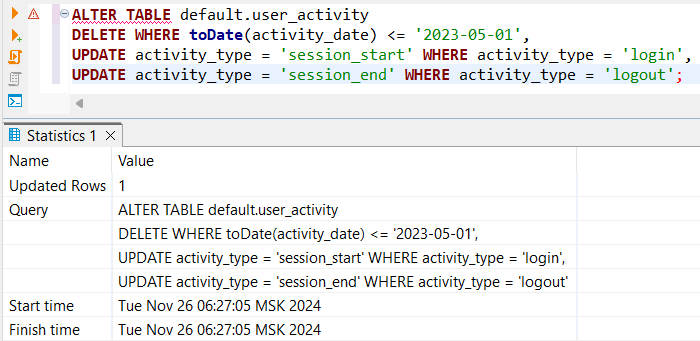 ALTER TABLE default.user_activity
DELETE WHERE toDate(activity_date) <= '2023-05-01',
UPDATE activity_type = 'session_start' WHERE activity_type = 'login',
UPDATE activity_type = 'session_end' WHERE activity_type = 'logout';
Statistics 1
Name Value
Updated Rows 1
Query ALTER TABLE default.user_activity
DELETE WHERE toDate(activity_date) <= '2023-05-01',
UPDATE activity_type = 'session_start' WHERE activity_type = 'login',
UPDATE activity_type = 'session_end' WHERE activity_type = 'logout'
Start time Tue Nov 26 06:27:05 MSK 2024
Finish time Tue Nov 26 06:27:05 MSK 2024